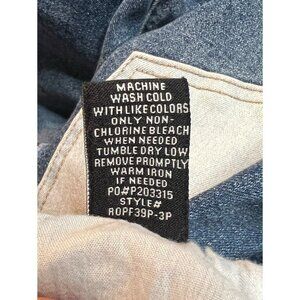 MACHINE
WASH COLD
WITH LIKE COLORS
ONLY NON-
CHLORINE BLEACH
WHEN NEEDED
TUMBLE DRY LOW
REMOVE PROMPTLY
WARM IRON
IF NEEDED
PO#P203315
STYLE#
ROPF39P-3P